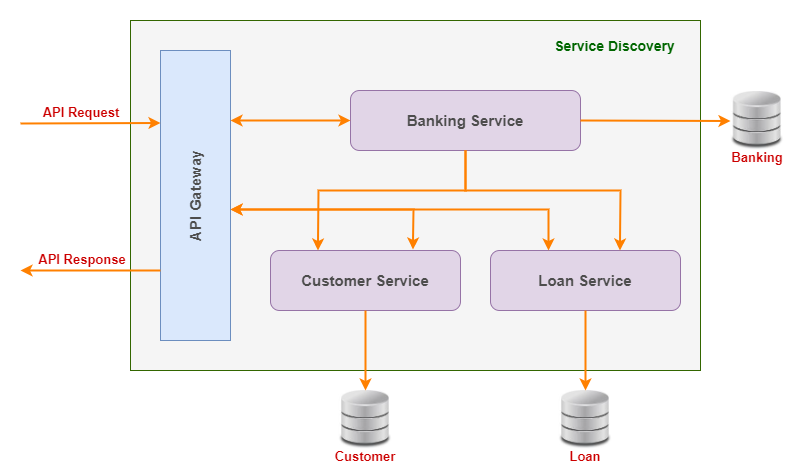 Service Discovery
API Request
Banking Service
Banking
API Gateway
API Response
Customer Service
Loan Service
Customer
Loan